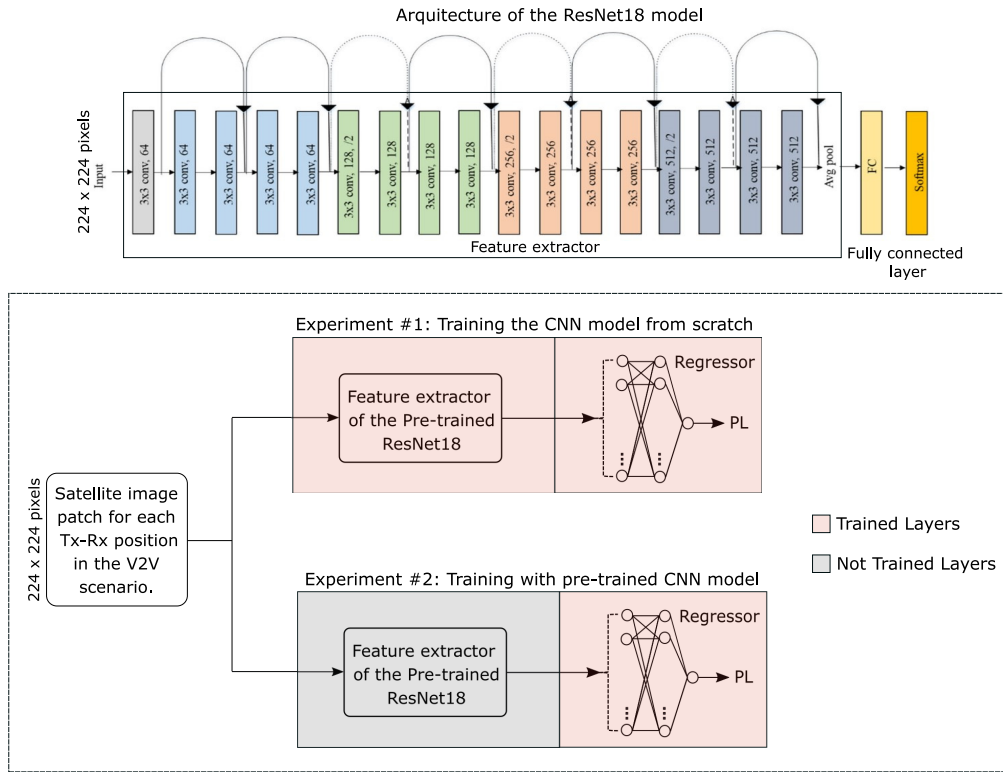 Arquitecture of the ResNet18 model
224 x 224 pixels
Input
3x3 conv, 64
3x3 conv, 64
3x3 conv, 64
3x3 conv, 64
3x3 conv, 64
3x3 conv, 128, /2
3x3 conv, 128
3x3 conv, 128
3x3 conv, 128
3x3 conv, 256, /2
3x3 conv, 256
3x3 conv, 256
3x3 conv, 256
3x3 conv, 512, /2
3x3 conv, 512
3x3 conv, 512
3x3 conv, 512
Avg pool
FC
Softmax
Feature extractor
Fully connected
layer
Experiment #1: Training the CNN model from scratch
Feature extractor
of the Pre-trained
ResNet18
Regressor
PL
224 x 224 pixels
Satellite image
patch for each
Tx-Rx position
in the V2V
scenario.
Trained Layers
Not Trained Layers
Experiment #2: Training with pre-trained CNN model
Feature extractor
of the Pre-trained
ResNet18
Regressor
PL